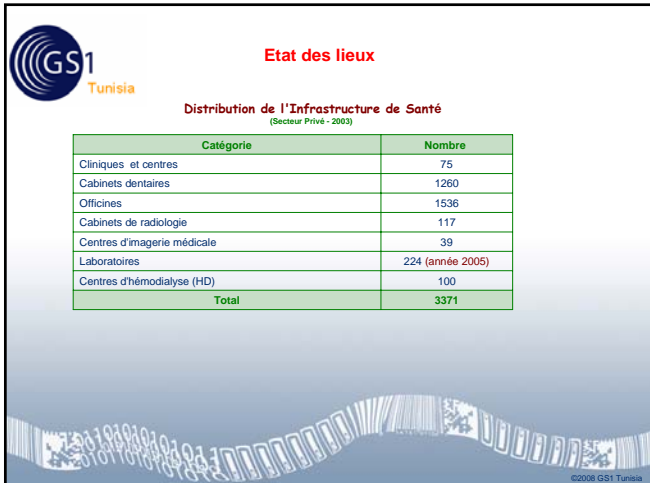 GS1
Tunisia
Etat des lieux
Distribution de l'Infrastructure de Santé
(Secteur Privé - 2003)
Catégorie Nombre
Cliniques et centres 75
Cabinets dentaires 1260
Officines 1536
Cabinets de radiologie 117
Centres d'imagerie médicale 39
Laboratoires 224 (année 2005)
Centres d'hémodialyse (HD) 100
Total 3371
©2008 GS1 Tunisia